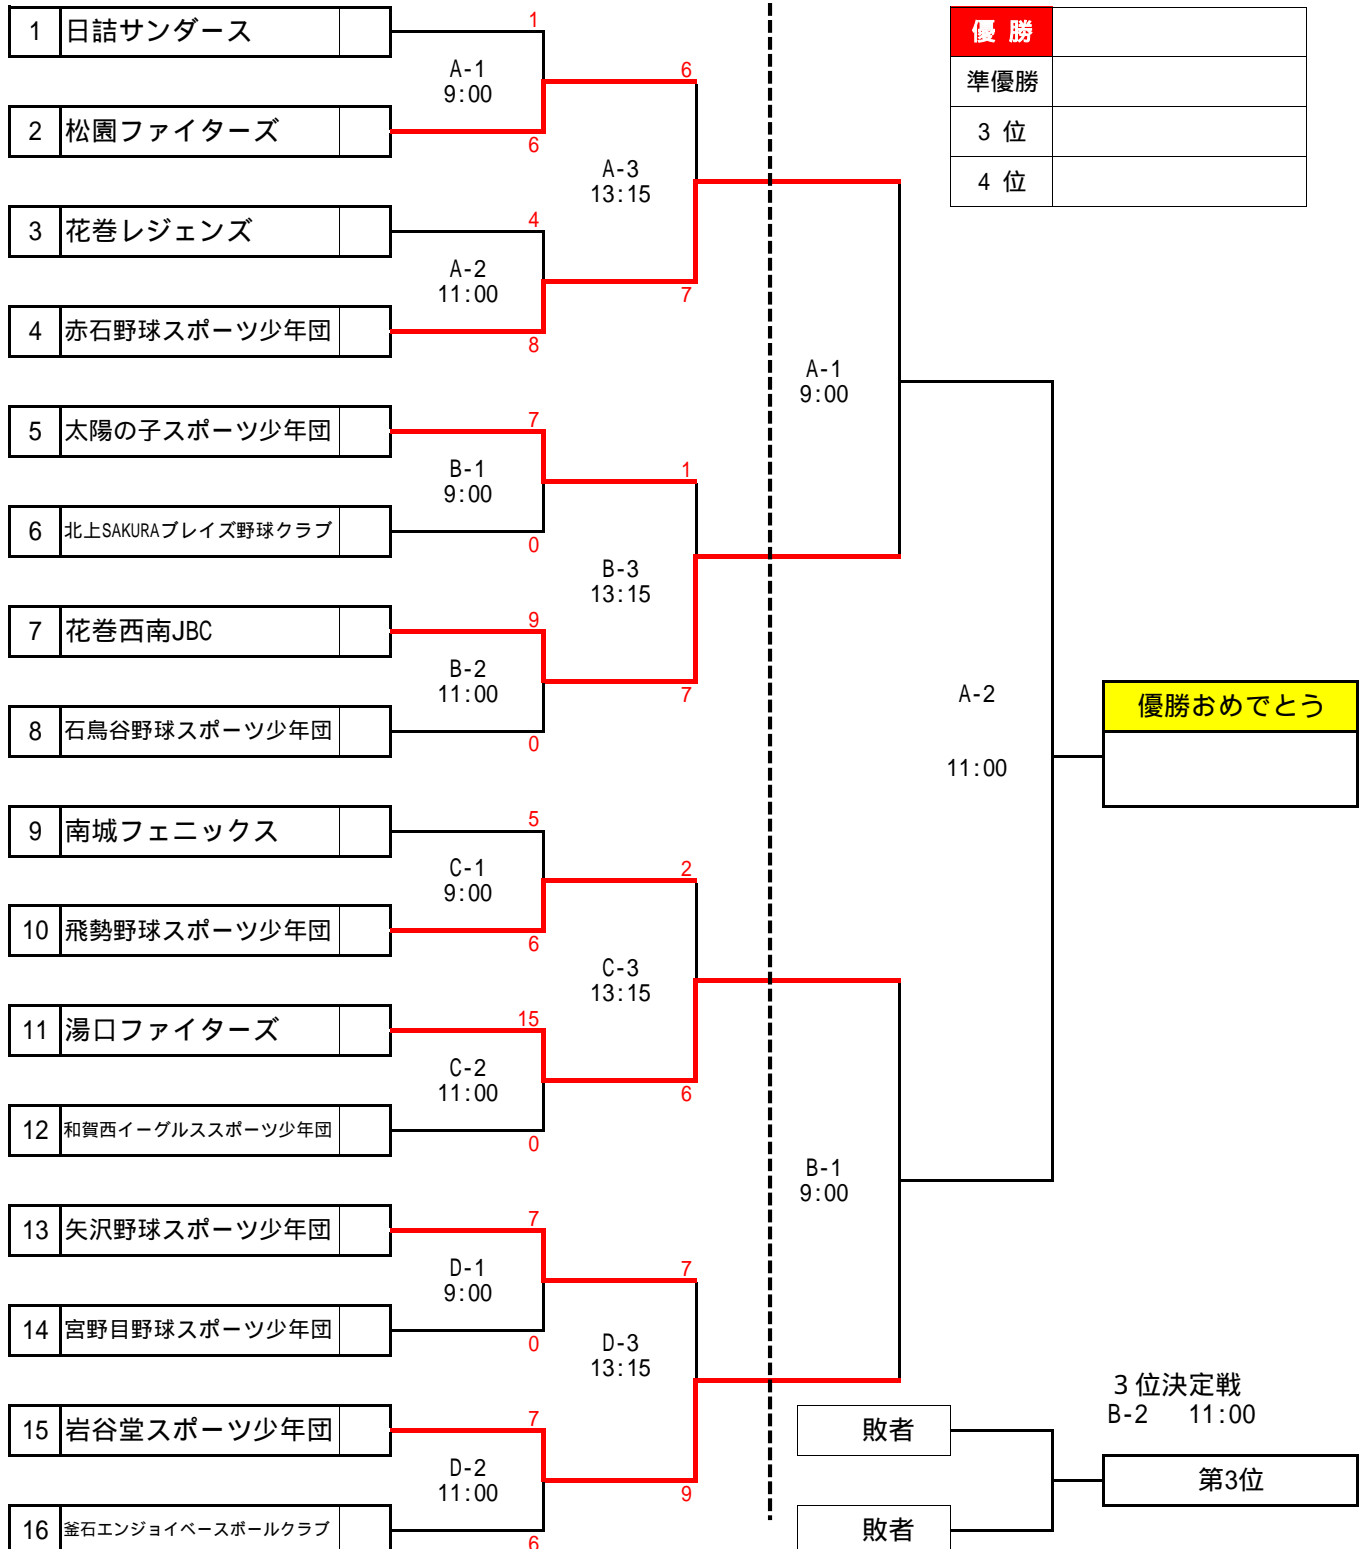 1 日詰サンダース
1
優 勝
A-1
9:00
6
準優勝
2 松園ファイターズ
6
3 位
A-3
13:15
4 位
3 花巻レジェンズ
4
A-2
11:00
7
4 赤石野球スポーツ少年団
8
A-1
9:00
5 太陽の子スポーツ少年団
7
B-1
9:00
1
6 北上SAKURAブレイズ野球クラブ
0
B-3
13:15
7 花巻西南JBC
9
B-2
11:00
7
A-2
11:00
優勝おめでとう
8 石鳥谷野球スポーツ少年団
0
9 南城フェニックス
5
C-1
9:00
2
10 飛勢野球スポーツ少年団
6
C-3
13:15
11 湯口ファイターズ
15
C-2
11:00
6
12 和賀西イーグルススポーツ少年団
0
B-1
9:00
13 矢沢野球スポーツ少年団
7
D-1
9:00
7
14 宮野目野球スポーツ少年団
0
D-3
13:15
3位決定戦
B-2 11:00
15 岩谷堂スポーツ少年団
7
敗者
D-2
11:00
9
第3位
16 釜石エンジョイベースボールクラブ
6
敗者